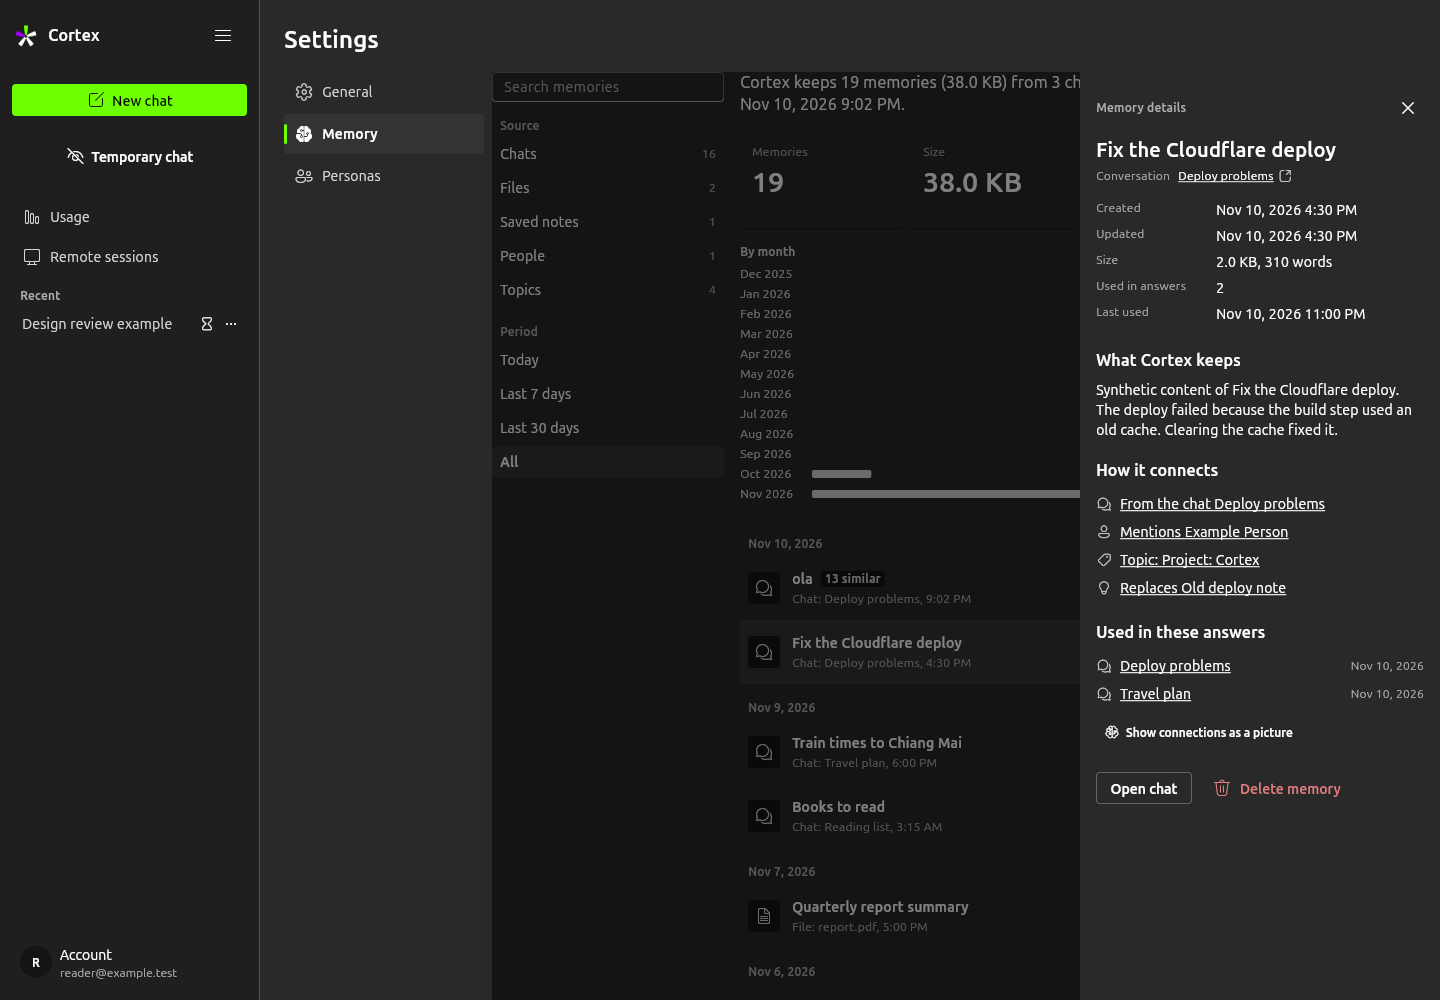 Cortex
New chat
Temporary chat
Usage
Remote sessions
Recent
Design review example
R
Account
reader@example.test
Settings
General
Memory
Personas
Search memories
Source
Chats 16
Files 2
Saved notes 1
People 1
Topics 4
Period
Today
Last 7 days
Last 30 days
All
Cortex keeps 19 memories (38.0 KB) from 3 ch
Nov 10, 2026 9:02 PM.
Memories
19
Size
38.0 KB
By month
Dec 2025
Jan 2026
Feb 2026
Mar 2026
Apr 2026
May 2026
Jun 2026
Jul 2026
Aug 2026
Sep 2026
Oct 2026
Nov 2026
Nov 10, 2026
ola 13 similar
Chat: Deploy problems, 9:02 PM
Fix the Cloudflare deploy
Chat: Deploy problems, 4:30 PM
Nov 9, 2026
Train times to Chiang Mai
Chat: Travel plan, 6:00 PM
Books to read
Chat: Reading list, 3:15 AM
Nov 7, 2026
Quarterly report summary
File: report.pdf, 5:00 PM
Nov 6, 2026
Memory details
Fix the Cloudflare deploy
Conversation Deploy problems
Created Nov 10, 2026 4:30 PM
Updated Nov 10, 2026 4:30 PM
Size 2.0 KB, 310 words
Used in answers 2
Last used Nov 10, 2026 11:00 PM
What Cortex keeps
Synthetic content of Fix the Cloudflare deploy.
The deploy failed because the build step used an
old cache. Clearing the cache fixed it.
How it connects
From the chat Deploy problems
Mentions Example Person
Topic: Project: Cortex
Replaces Old deploy note
Used in these answers
Deploy problems Nov 10, 2026
Travel plan Nov 10, 2026
Show connections as a picture
Open chat
Delete memory